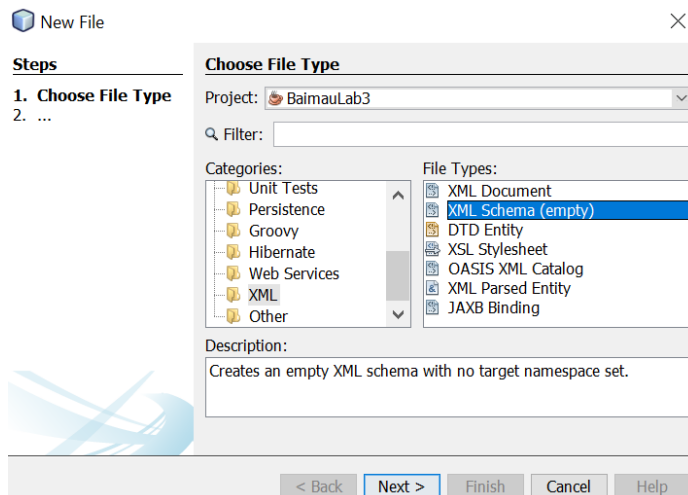 New File
Steps
1. Choose File Type
2. ...
Choose File Type
Project: BaimauLab3
Filter:
Categories:
Unit Tests
Persistence
Groovy
Hibernate
Web Services
XML
Other
File Types:
XML Document
XML Schema (empty)
DTD Entity
XSL Stylesheet
OASIS XML Catalog
XML Parsed Entity
JAXB Binding
Description:
Creates an empty XML schema with no target namespace set.
< Back Next > Finish Cancel Help